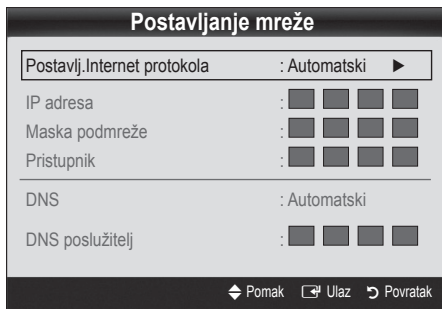 Postavljanje mreže
Postavlj.Internet protokola : Automatski ►
IP adresa :
Maska podmreže :
Pristupnik :
DNS : Automatski
DNS poslužitelj :
Pomak Ulaz Povratak